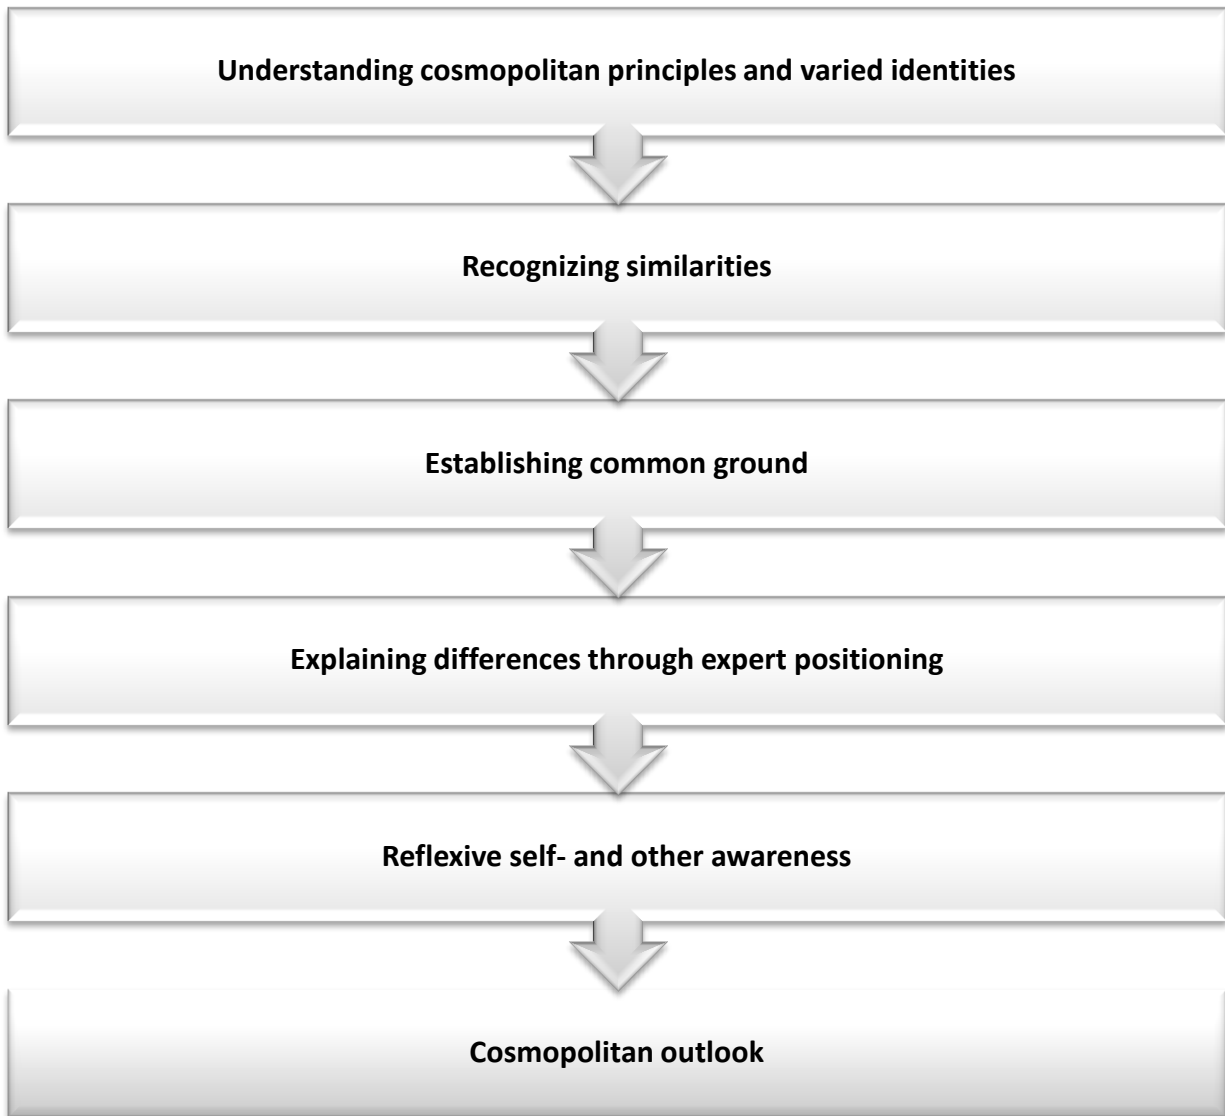 Understanding cosmopolitan principles and varied identities
Recognizing similarities
Establishing common ground
Explaining differences through expert positioning
Reflexive self- and other awareness
Cosmopolitan outlook